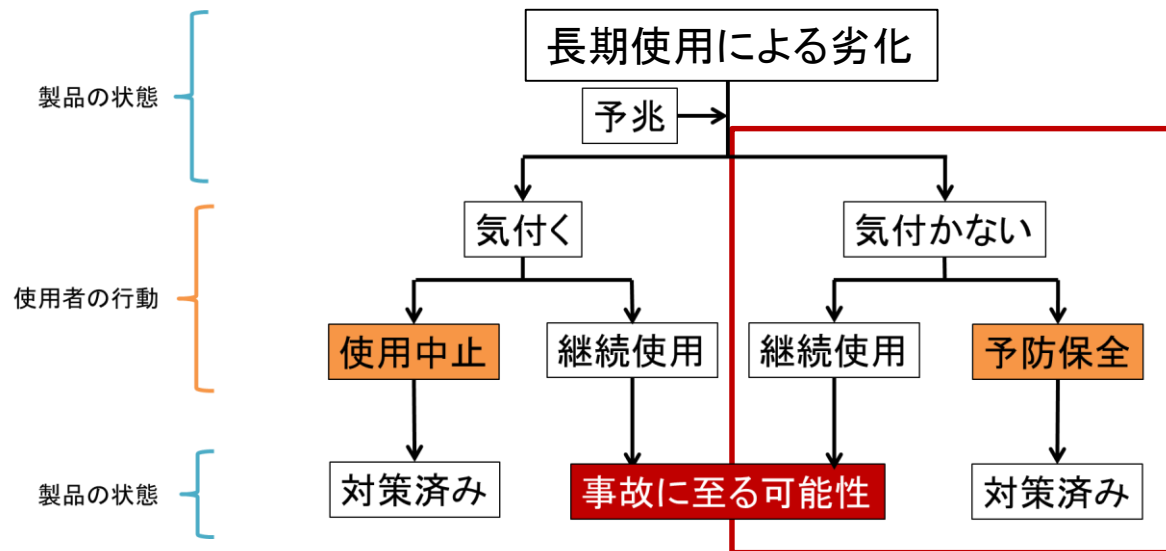 長期使用による劣化
製品の状態
予兆
気付く
気付かない
使用者の行動
使用中止
継続使用
継続使用
予防保全
製品の状態
対策済み
事故に至る可能性
対策済み